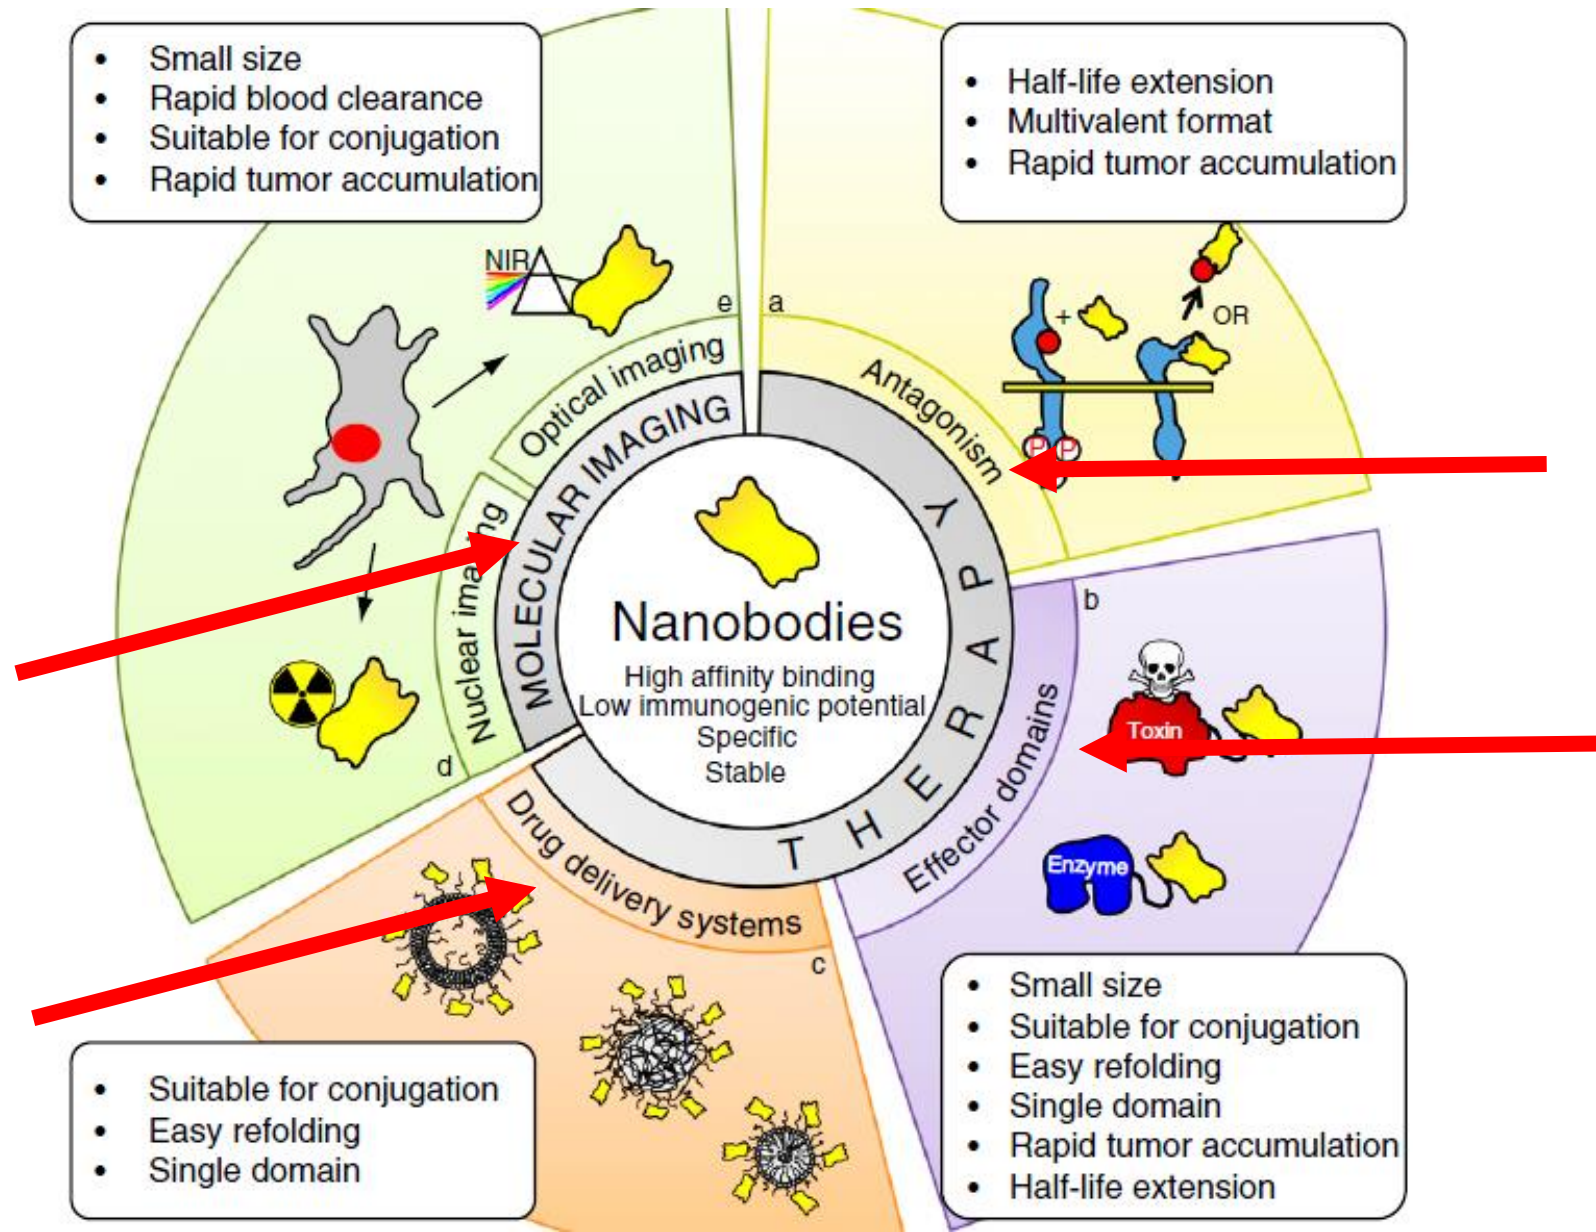 • Small size
• Rapid blood clearance
• Suitable for conjugation
• Rapid tumor accumulation
• Half-life extension
• Multivalent format
• Rapid tumor accumulation
NIR
e
a
+
OR
Optical imaging
Antagonism
P P
MOLECULAR IMAGING
Nuclear imaging
d
Nanobodies
High affinity binding
Low immunogenic potential
Specific
Stable
THERAPY
b
Toxin
Effector domains
Enzyme
Drug delivery systems
c
• Suitable for conjugation
• Easy refolding
• Single domain
• Small size
• Suitable for conjugation
• Easy refolding
• Single domain
• Rapid tumor accumulation
• Half-life extension